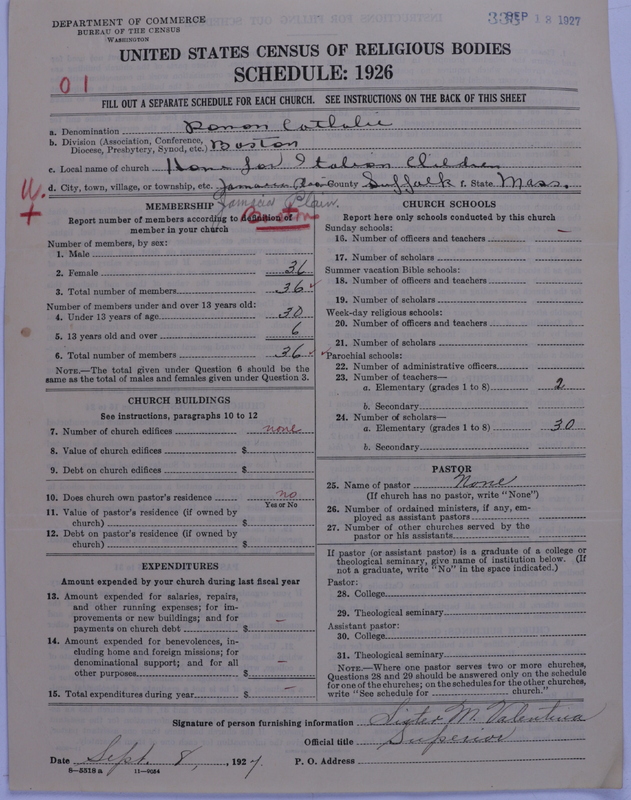 DEPARTMENT OF COMMERCE
BUREAU OF THE CENSUS
WASHINGTON
SEP 18 1927
UNITED STATES CENSUS OF RELIGIOUS BODIES
SCHEDULE: 1926
01
FILL OUT A SEPARATE SCHEDULE FOR EACH CHURCH. SEE INSTRUCTIONS ON THE BACK OF THIS SHEET
a. Denomination Roman Catholic
b. Division (Association, Conference, Diocese, Presbytery, Synod, etc.) Boston
c. Local name of church Home for Italian Children
d. City, town, village, or township, etc. Jamaica Plain County Suffolk f. State Mass.
Jamaica Plain.
MEMBERSHIP
Report number of members according to definition of member in your church
Number of members, by sex:
1. Male
2. Female 36
3. Total number of members 36
Number of members under and over 13 years old:
4. Under 13 years of age 30
5. 13 years old and over 6
6. Total number of members 36
NOTE.—The total given under Question 6 should be the
same as the total of males and females given under Question 3.
CHURCH BUILDINGS
See instructions, paragraphs 10 to 12
7. Number of church edifices none
8. Value of church edifices $
9. Debt on church edifices $
10. Does church own pastor's residence no
Yes or No
11. Value of pastor's residence (if owned by
church) $
12. Debt on pastor's residence (if owned by
church) $
EXPENDITURES
Amount expended by your church during last fiscal year
13. Amount expended for salaries, repairs,
and other running expenses; for im-
provements or new buildings; and for
payments on church debt $ —
14. Amount expended for benevolences, in-
cluding home and foreign missions; for
denominational support; and for all
other purposes $ —
15. Total expenditures during year $ —
CHURCH SCHOOLS
Report here only schools conducted by this church
Sunday schools:
16. Number of officers and teachers —
17. Number of scholars
Summer vacation Bible schools:
18. Number of officers and teachers
19. Number of scholars
Week-day religious schools:
20. Number of officers and teachers
21. Number of scholars
Parochial schools:
22. Number of administrative officers
23. Number of teachers—
a. Elementary (grades 1 to 8) 2
b. Secondary
24. Number of scholars—
a. Elementary (grades 1 to 8) 30
b. Secondary
PASTOR
25. Name of pastor None
(If church has no pastor, write "None")
26. Number of ordained ministers, if any, em-
ployed as assistant pastors
27. Number of other churches served by the
pastor or his assistants
If pastor (or assistant pastor) is a graduate of a college or
theological seminary, give name of institution below. (If
not a graduate, write "No" in the space indicated.)
Pastor:
28. College
29. Theological seminary
Assistant pastor:
30. College
31. Theological seminary
NOTE.—Where one pastor serves two or more churches,
Questions 28 and 29 should be answered only on the schedule
for one of the churches; on the schedules for the other churches,
write "See schedule for church."
Signature of person furnishing information Sister M. Valentina
Official title Superior
Date Sept. 8, 1927 P. O. Address
8—5518 a 11—9034